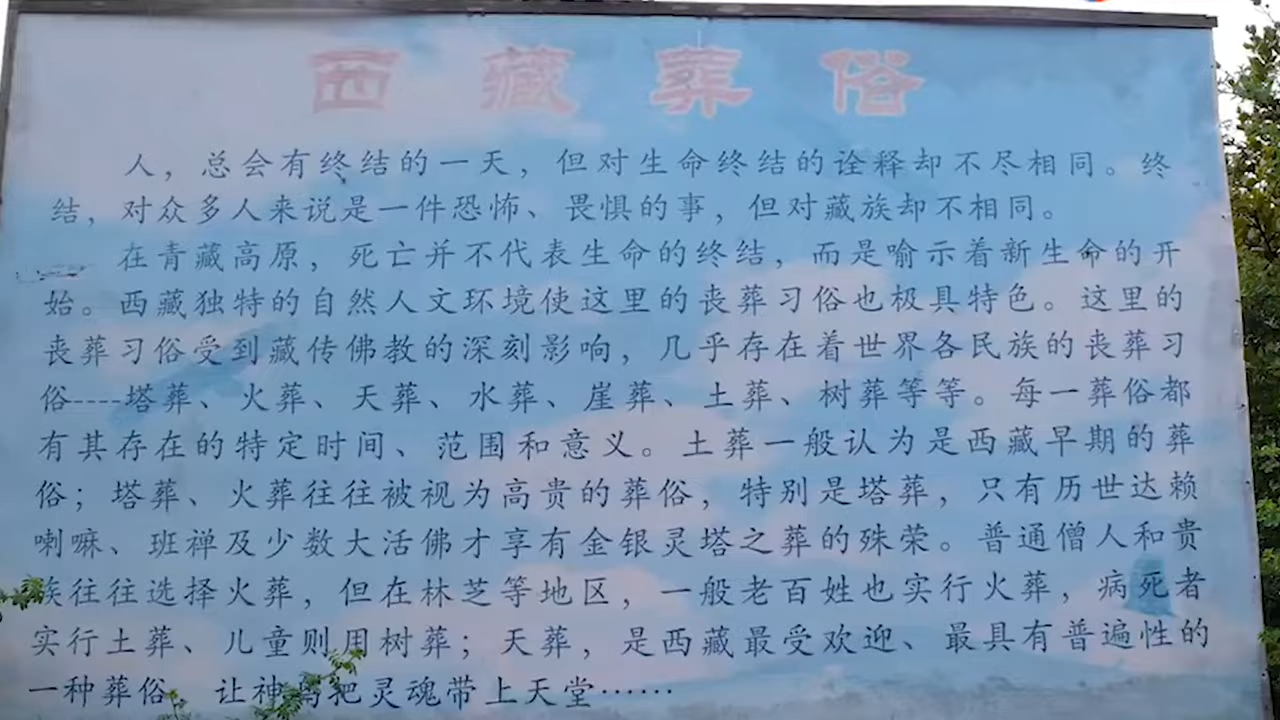 西藏葬俗
人，总会有终结的一天，但对生命终结的诠释却不尽相同。终
结，对众多人来说是一件恐怖、畏惧的事，但对藏族却不相同。
在青藏高原，死亡并不代表生命的终结，而是喻示着新生命的开
始。西藏独特的自然人文环境使这里的丧葬习俗也极具特色。这里的
丧葬习俗受到藏传佛教的深刻影响，几乎存在着世界各民族的丧葬习
俗----塔葬、火葬、天葬、水葬、崖葬、土葬、树葬等等。每一葬俗都
有其存在的特定时间、范围和意义。土葬一般认为是西藏早期的葬
俗；塔葬、火葬往往被视为高贵的葬俗，特别是塔葬，只有历世达赖
喇嘛、班禅及少数大活佛才享有金银灵塔之葬的殊荣。普通僧人和贵
族往往选择火葬，但在林芝等地区，一般老百姓也实行火葬，病死者
实行土葬、儿童则用树葬；天葬，是西藏最受欢迎、最具有普遍性的
一种葬俗 让神鸟把灵魂带上天堂……